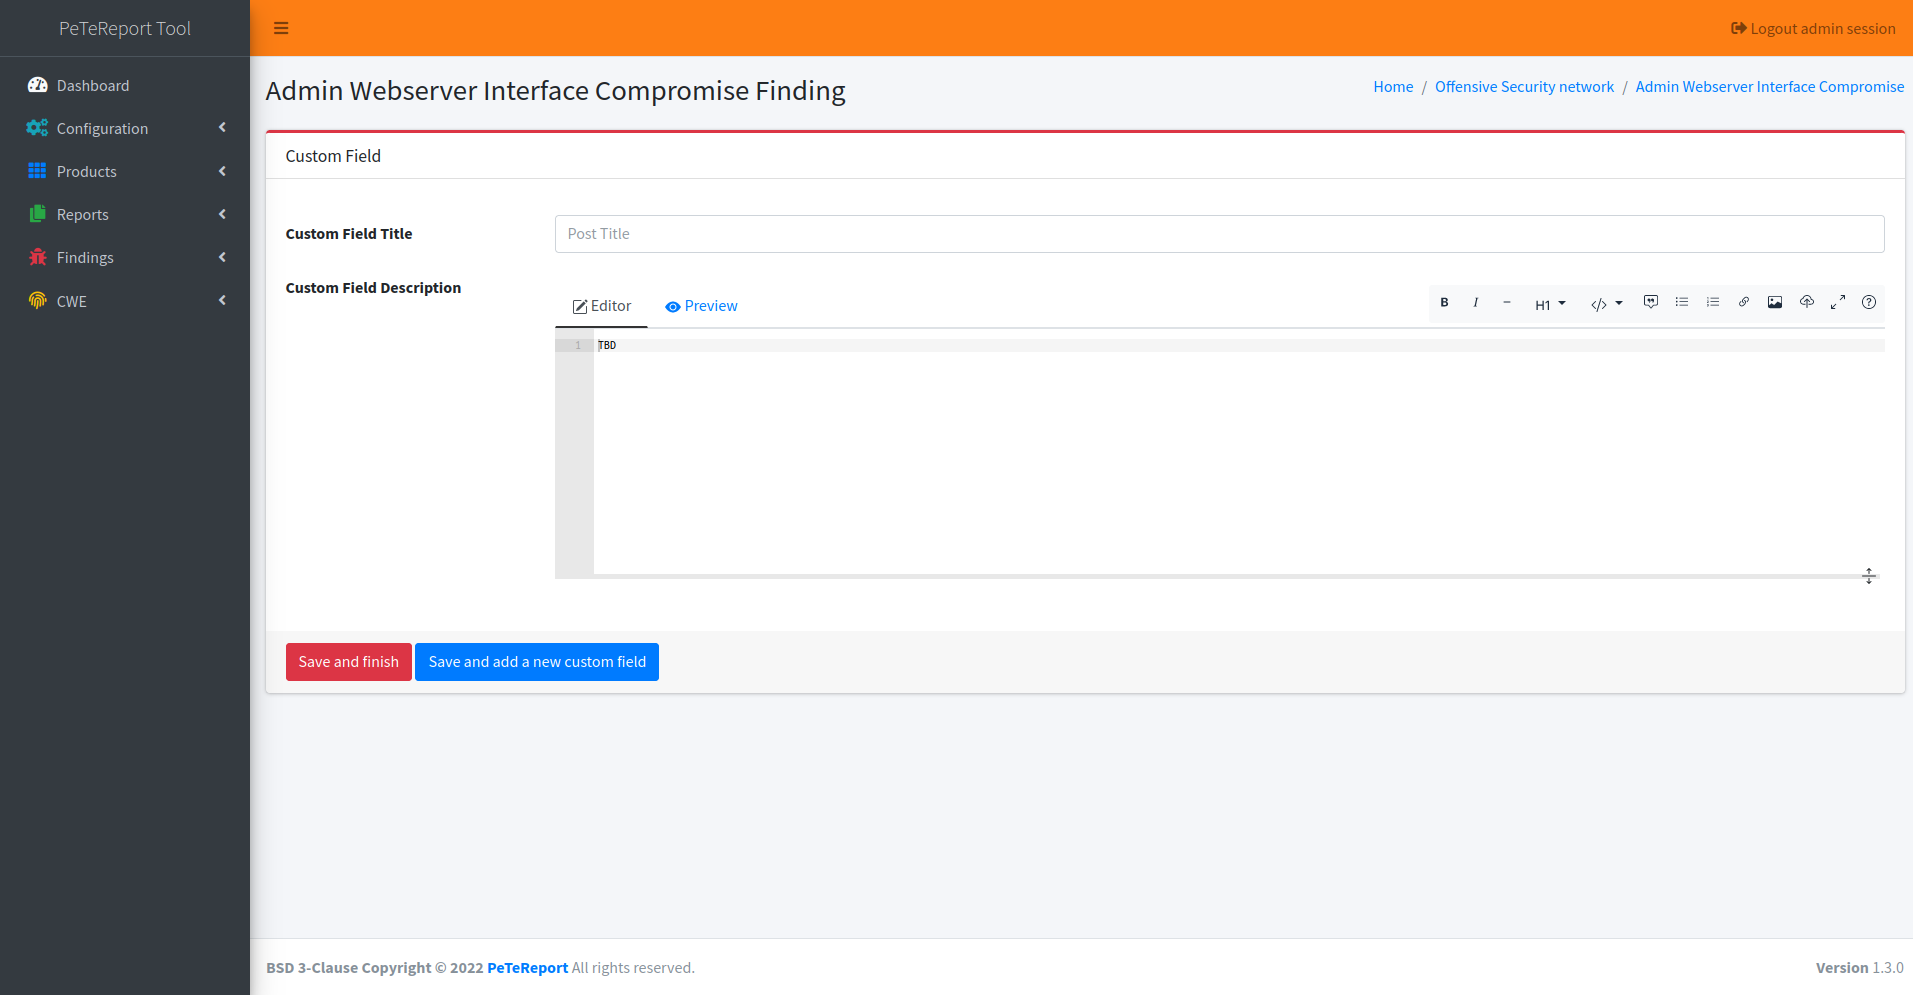 PeTeReport Tool
Logout admin session
Dashboard
Configuration
Products
Reports
Findings
CWE
Admin Webserver Interface Compromise Finding
Home / Offensive Security network / Admin Webserver Interface Compromise
Custom Field
Custom Field Title
Post Title
Custom Field Description
Editor
Preview
B I H1 </>
1 TBD
Save and finish
Save and add a new custom field
BSD 3-Clause Copyright © 2022 PeTeReport All rights reserved.
Version 1.3.0